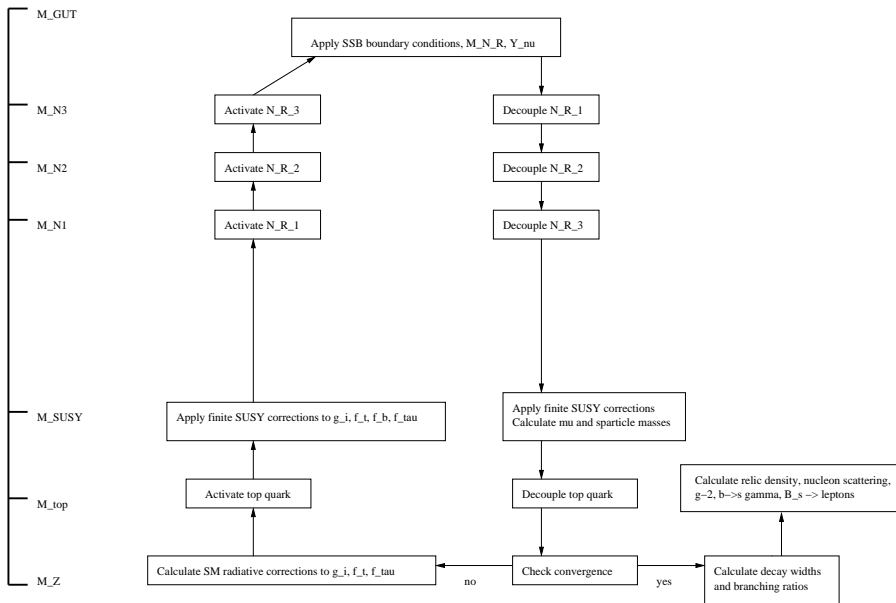 M_GUT
Apply SSB boundary conditions, M_N_R, Y_nu
M_N3
Activate N_R_3
Decouple N_R_1
M_N2
Activate N_R_2
Decouple N_R_2
M_N1
Activate N_R_1
Decouple N_R_3
M_SUSY
Apply finite SUSY corrections to g_i, f_t, f_b, f_tau
Apply finite SUSY corrections
Calculate mu and sparticle masses
M_top
Activate top quark
Decouple top quark
Calculate relic density, nucleon scattering,
g−2, b−>s gamma, B_s −> leptons
M_Z
Calculate SM radiative corrections to g_i, f_t, f_tau
no
Check convergence
yes
Calculate decay widths
and branching ratios